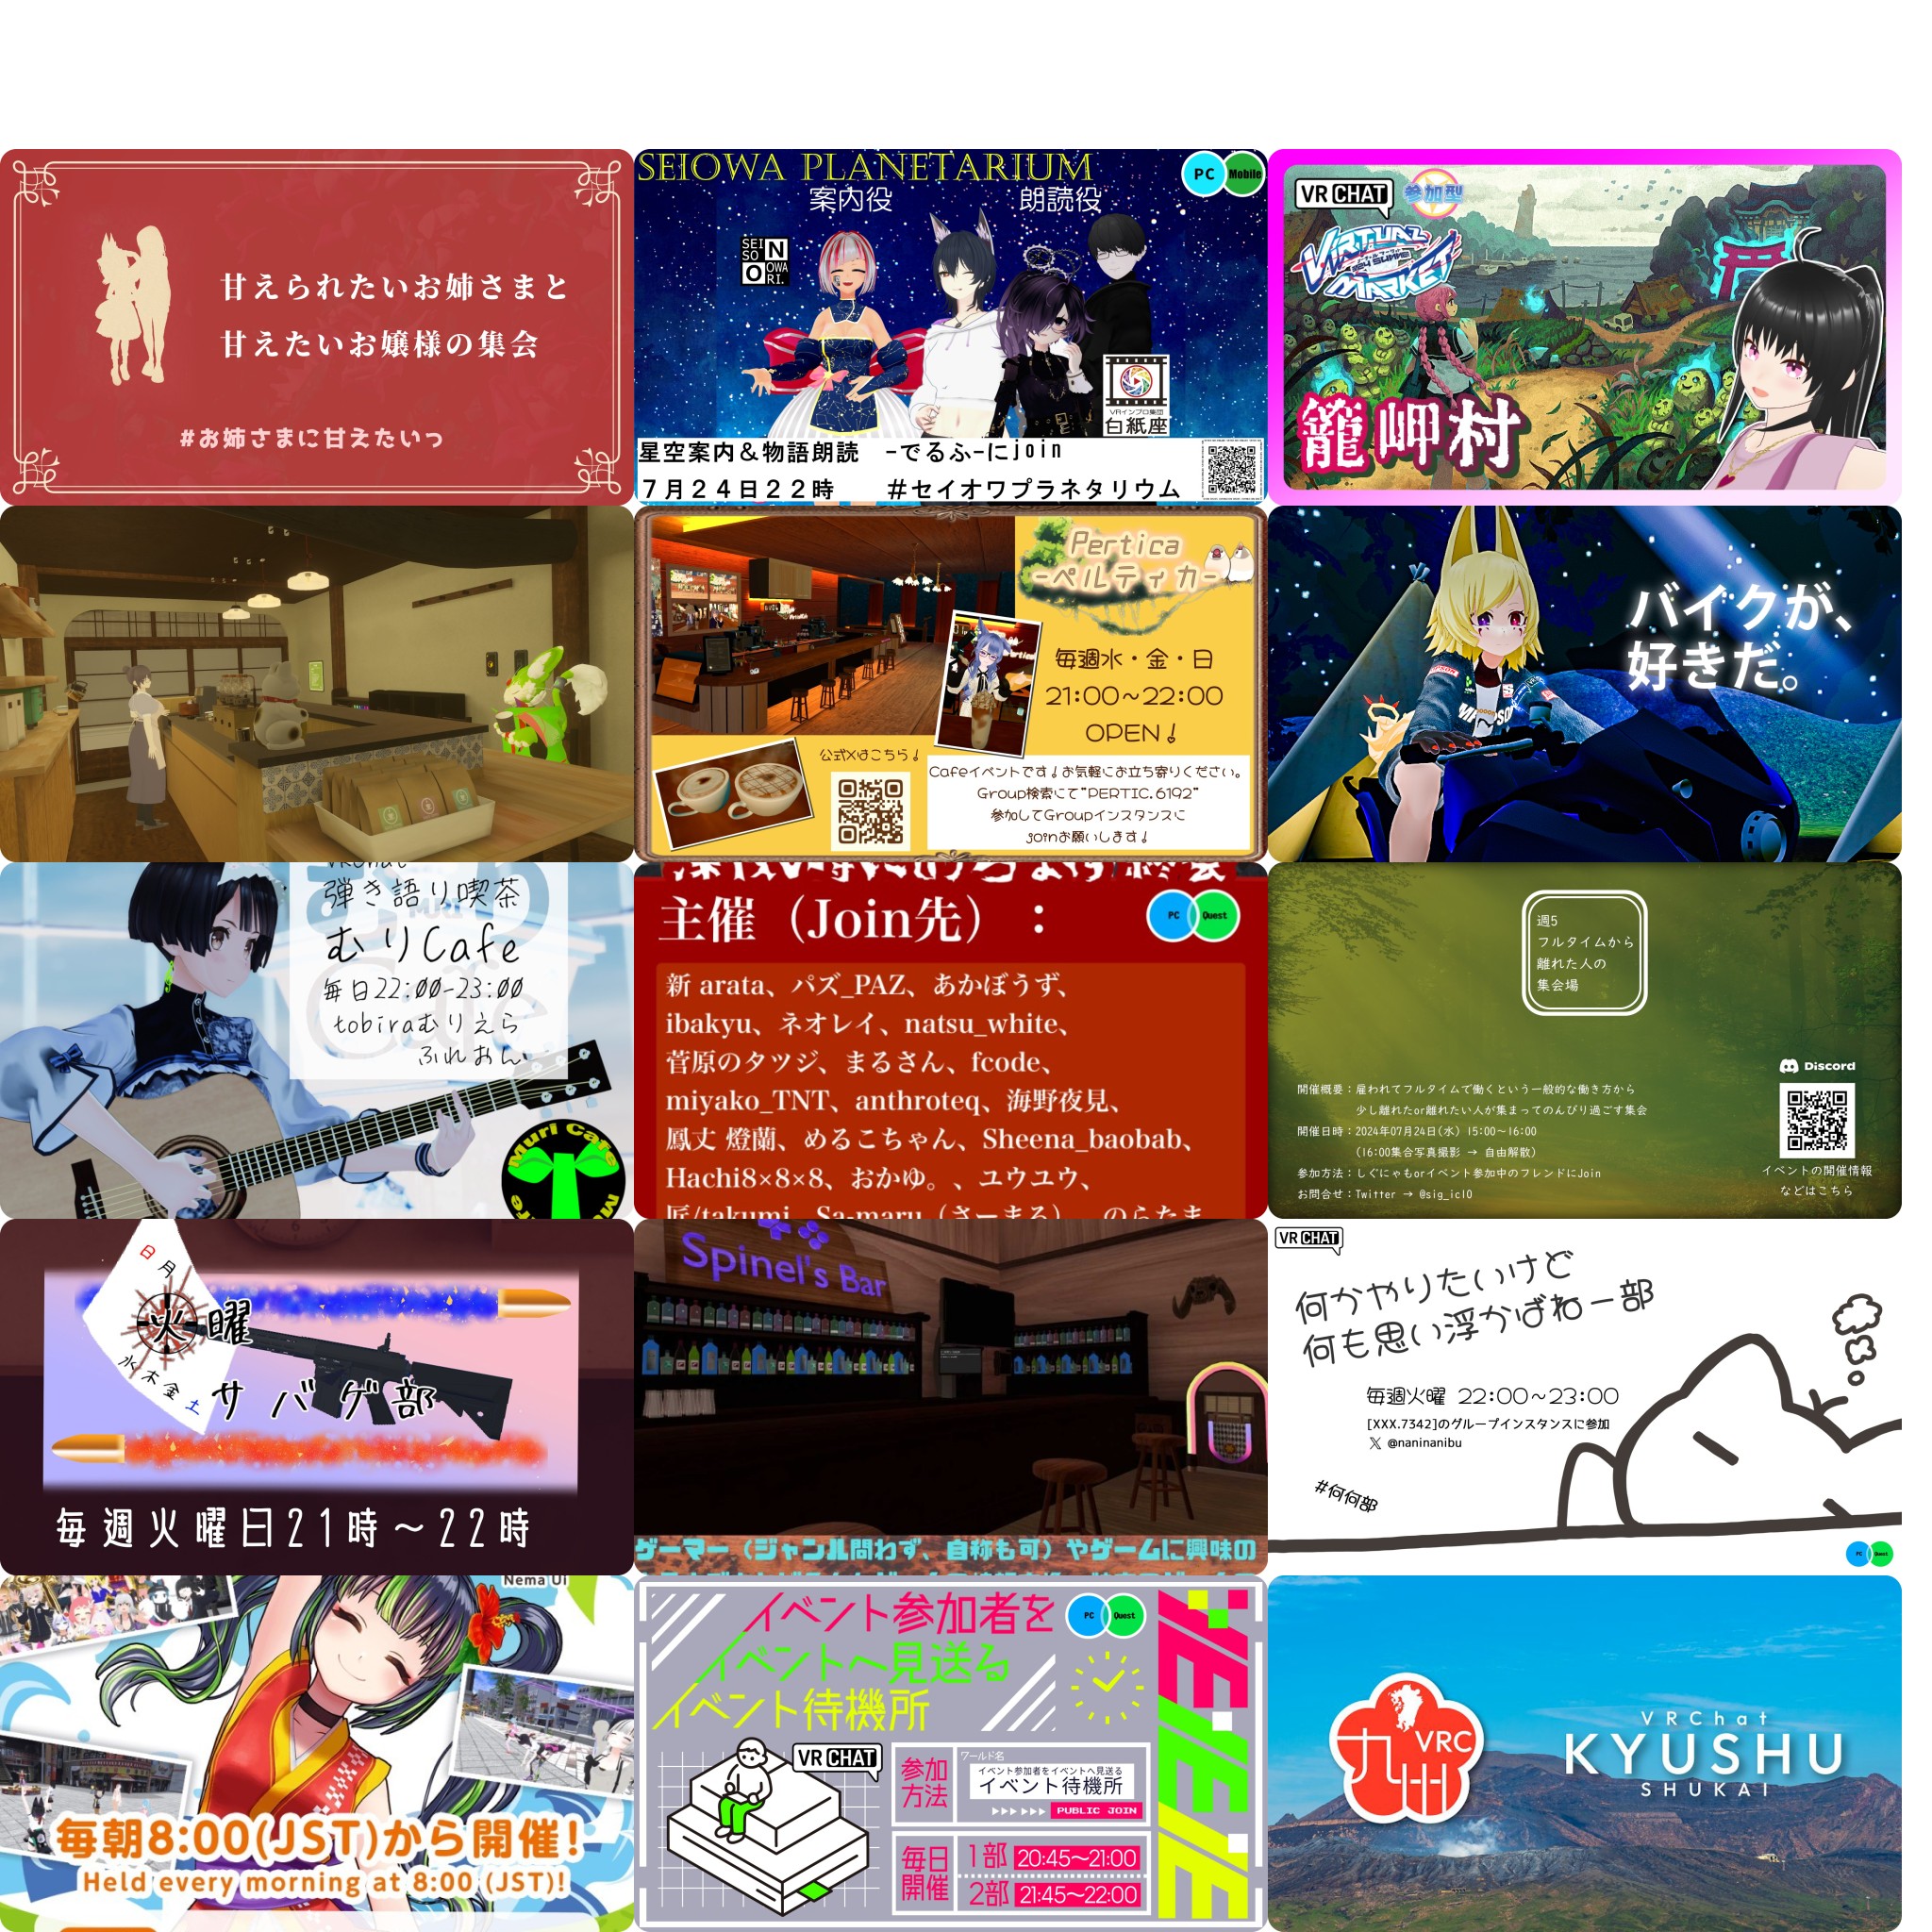 甘えられたいお姉さまと
甘えたいお嬢様の集会
#お姉さまに甘えたいっ
SEIOWA PLANETARIUM
PC
Mobile
案内役
朗読役
SEI
SO
N
O
OWA
RI.
VRインプロ集団
白紙座
星空案内&物語朗読 -でるふ-にjoin
7月24日22時 #セイオワプラネタリウム
VRCHAT
参加型
VIRTUAL
MARKET
籠岬村
Pertica
-ペルティカ-
毎週水・金・日
21:00~22:00
OPEN!
公式Xはこちら!
Cafeイベントです!お気軽にお立ち寄りください。
Group検索にて"PERTIC.6192"
参加してGroupインスタンスに
joinお願いします!
バイクが、
好きだ。
VRchat
弾き語り喫茶
むりCafe
毎日22:00-23:00
tobiraむりえら
ふれおん
Muri Cafe
主催(Join先):
PC
Quest
新 arata、パズ_PAZ、あかぼうず、
ibakyu、ネオレイ、natsu_white、
菅原のタツジ、まるさん、fcode、
miyako_TNT、anthroteq、海野夜見、
鳳丈 燈蘭、めるこちゃん、Sheena_baobab、
Hachi8×8×8、おかゆ。、ユウユウ、
匠/takumi、Sa-maru(さーまる)、のらたま
週5
フルタイムから
離れた人の
集会場
Discord
開催概要:雇われてフルタイムで働くという一般的な働き方から
少し離れたor離れたい人が集まってのんびり過ごす集会
開催日時:2024年07月24日(水) 15:00~16:00
(16:00集合写真撮影 → 自由解散)
参加方法:しぐにゃもorイベント参加中のフレンドにJoin
お問合せ:Twitter → @sig_icl0
イベントの開催情報
などはこちら
日
月
火曜
水
木
金
土
サバゲ部
毎週火曜日21時~22時
Spinel's Bar
ゲーマー(ジャンル問わず、自称も可)やゲームに興味の
VRCHAT
何かやりたいけど
何も思い浮かばねー部
毎週火曜 22:00~23:00
[XXX.7342]のグループインスタンスに参加
X @naninanibu
#何何部
PC
Quest
Nema Ui
毎朝8:00(JST)から開催!
Held every morning at 8:00 (JST)!
イベント参加者を
イベントへ見送る
イベント待機所
PC
Quest
VRCHAT
参加
方法
ワールド名
イベント参加者をイベントへ見送る
イベント待機所
PUBLIC JOIN
毎日
開催
1部 20:45~21:00
2部 21:45~22:00
VRC
九州
VRChat
KYUSHU
SHUKAI